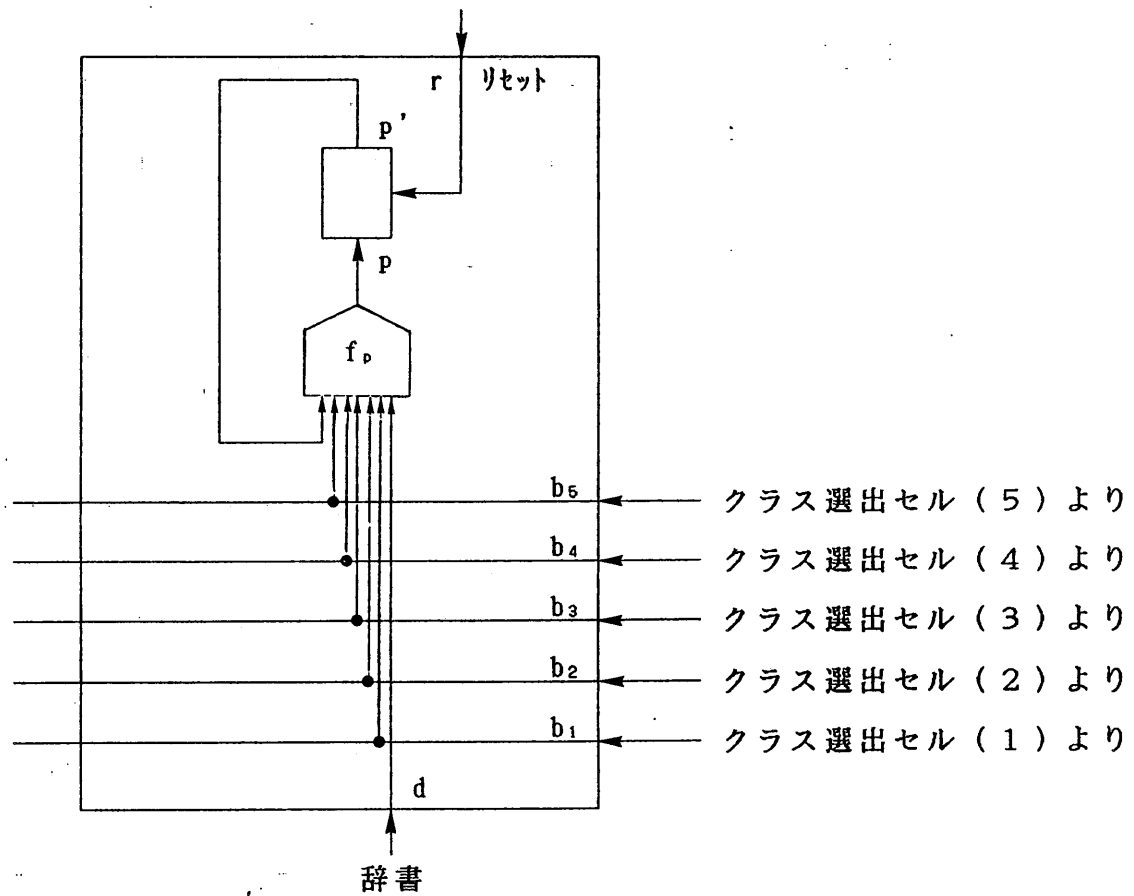 r リセット
p'
p
fp
b5 クラス選出セル(5)より
b4 クラス選出セル(4)より
b3 クラス選出セル(3)より
b2 クラス選出セル(2)より
b1 クラス選出セル(1)より
d
辞書